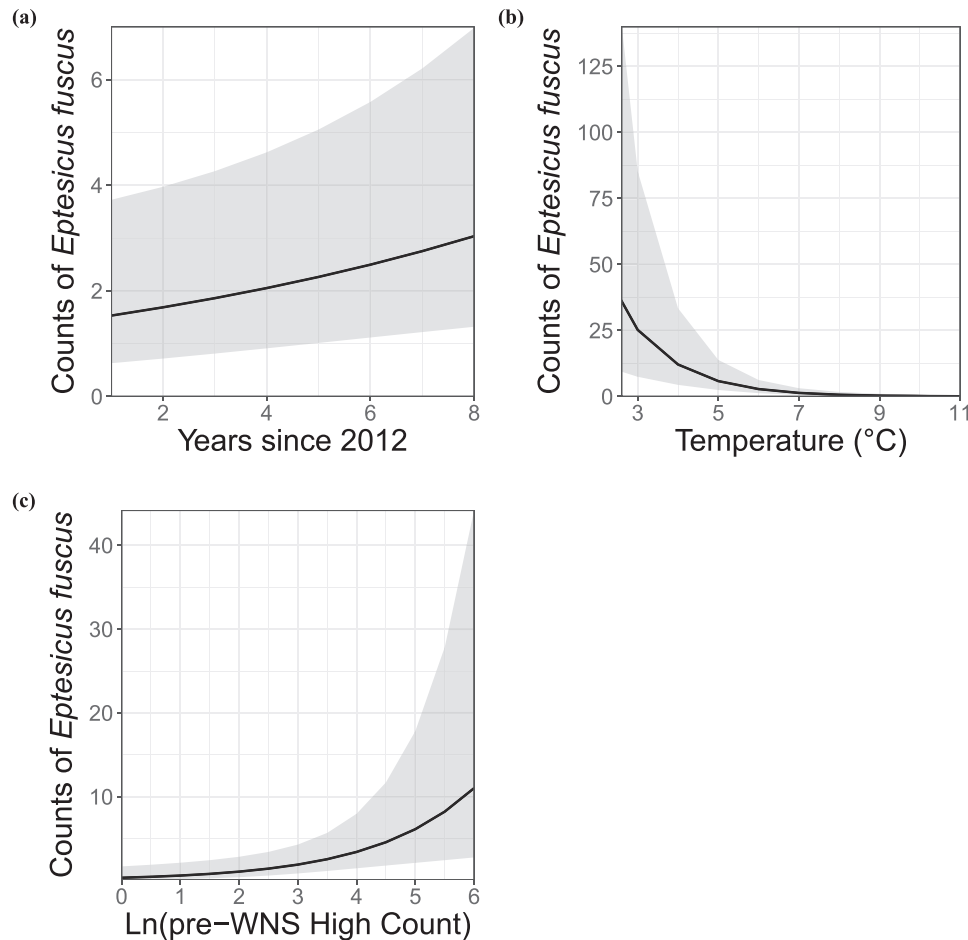 (a)
Counts of Eptesicus fuscus
6
4
2
0
2 4 6 8
Years since 2012
(b)
Counts of Eptesicus fuscus
125
100
75
50
25
0
3 5 7 9 11
Temperature (°C)
(c)
Counts of Eptesicus fuscus
40
30
20
10
0 1 2 3 4 5 6
Ln(pre−WNS High Count)